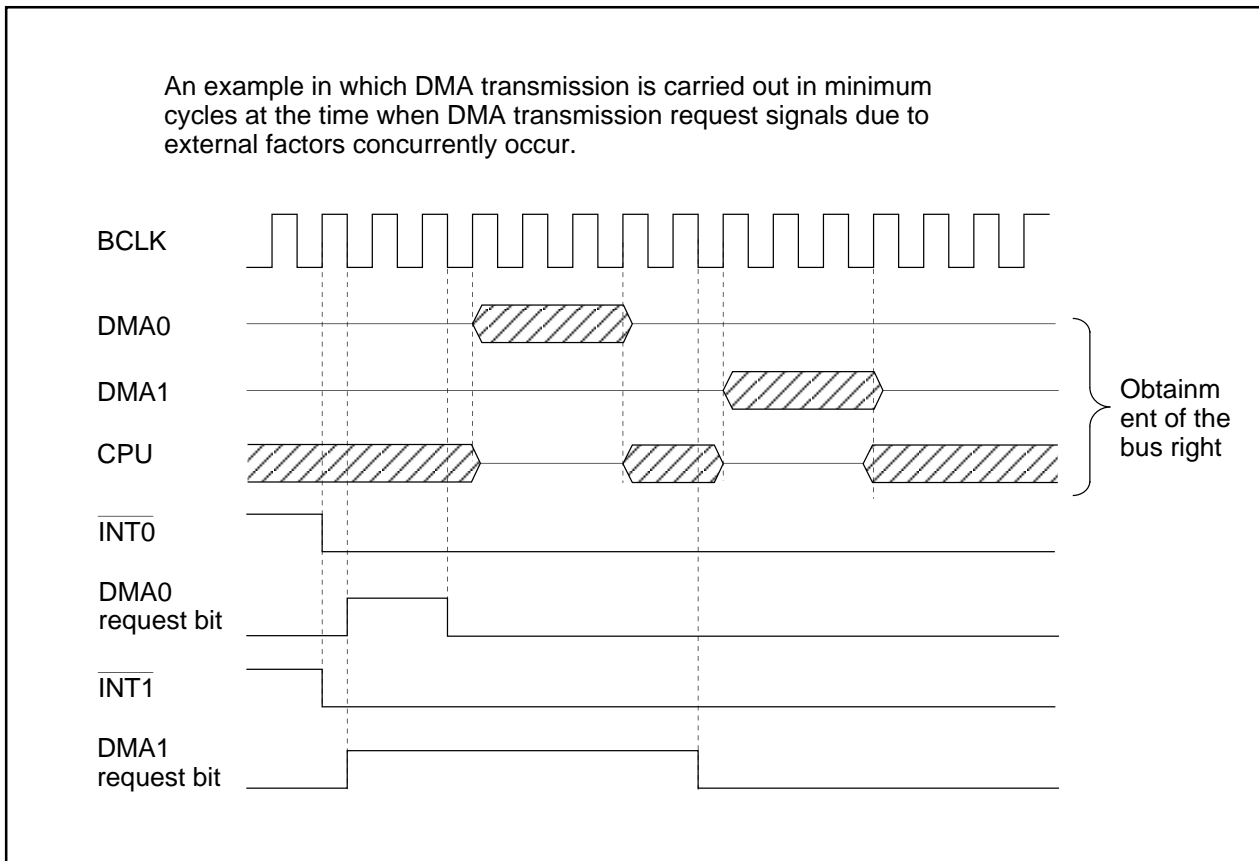 An example in which DMA transmission is carried out in minimum
cycles at the time when DMA transmission request signals due to
external factors concurrently occur.
BCLK
DMA0
DMA1
CPU
Obtainm
ent of the
bus right
INT0
DMA0
request bit
INT1
DMA1
request bit